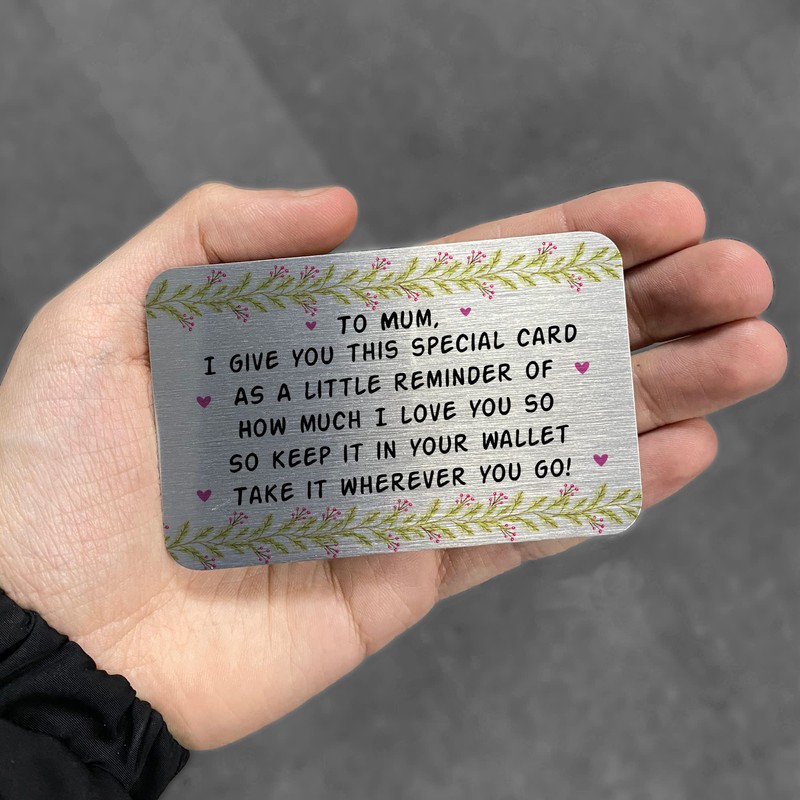 TO MUM,
I GIVE YOU THIS SPECIAL CARD
AS A LITTLE REMINDER OF
HOW MUCH I LOVE YOU SO
SO KEEP IT IN YOUR WALLET
TAKE IT WHEREVER YOU GO!